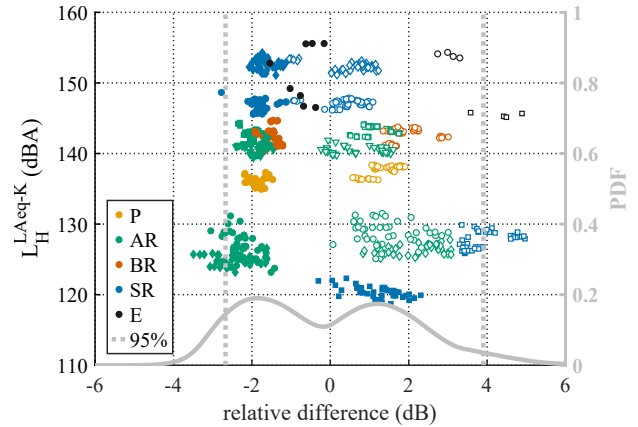 160
150
140
130
120
110
L_H^LAeq-K (dBA)
1
0.8
0.6
0.4
0.2
0
PDF
P
AR
BR
SR
E
95%
-6 -4 -2 0 2 4 6
relative difference (dB)